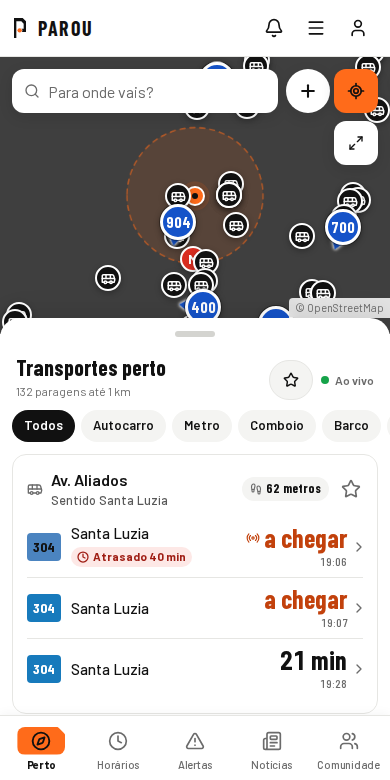 PAROU
Para onde vais?
904
700
400
© OpenStreetMap
Transportes perto
132 paragens até 1 km
Ao vivo
Todos
Autocarro
Metro
Comboio
Barco
Av. Aliados
Sentido Santa Luzia
62 metros
304
Santa Luzia
Atrasado 40 min
a chegar
19:06
304
Santa Luzia
a chegar
19:07
304
Santa Luzia
21 min
19:28
Perto
Horários
Alertas
Notícias
Comunidade